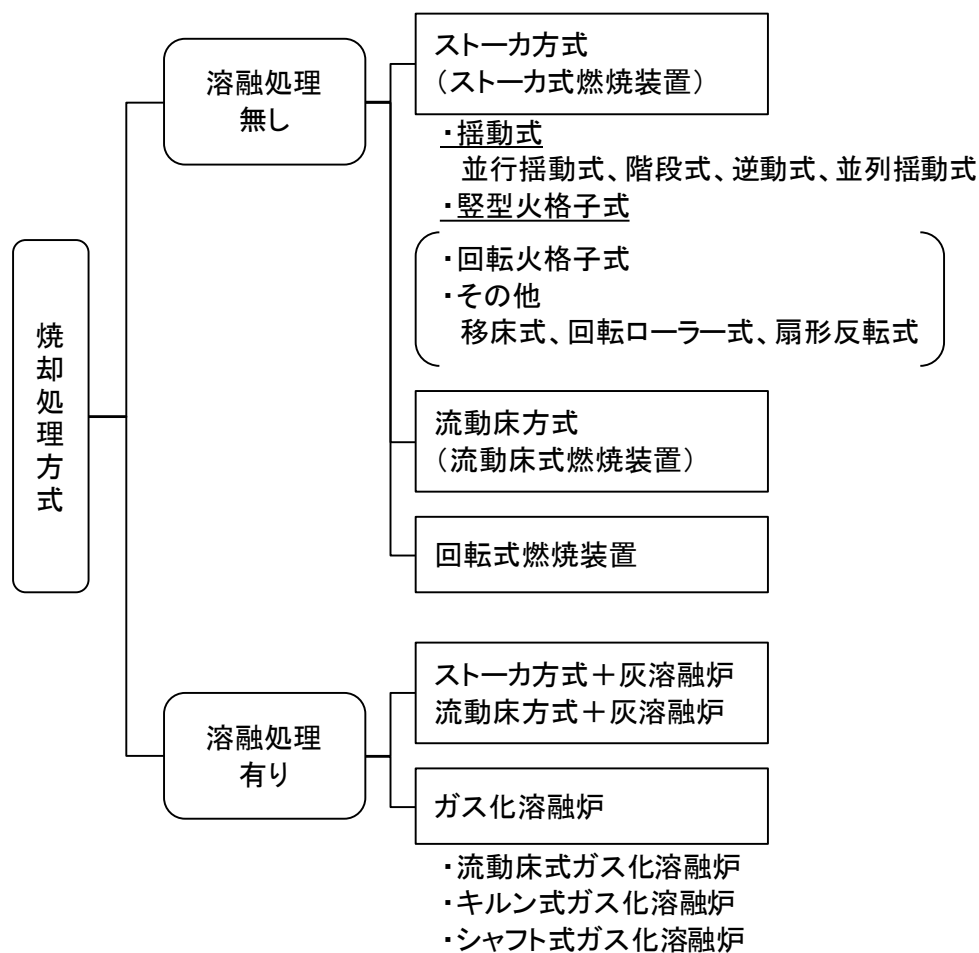 焼却処理方式
溶融処理
無し
ストーカ方式
（ストーカ式燃焼装置）
・揺動式
並行揺動式、階段式、逆動式、並列揺動式
・竪型火格子式
・回転火格子式
・その他
移床式、回転ローラー式、扇形反転式
流動床方式
（流動床式燃焼装置）
回転式燃焼装置
溶融処理
有り
ストーカ方式＋灰溶融炉
流動床方式＋灰溶融炉
ガス化溶融炉
・流動床式ガス化溶融炉
・キルン式ガス化溶融炉
・シャフト式ガス化溶融炉